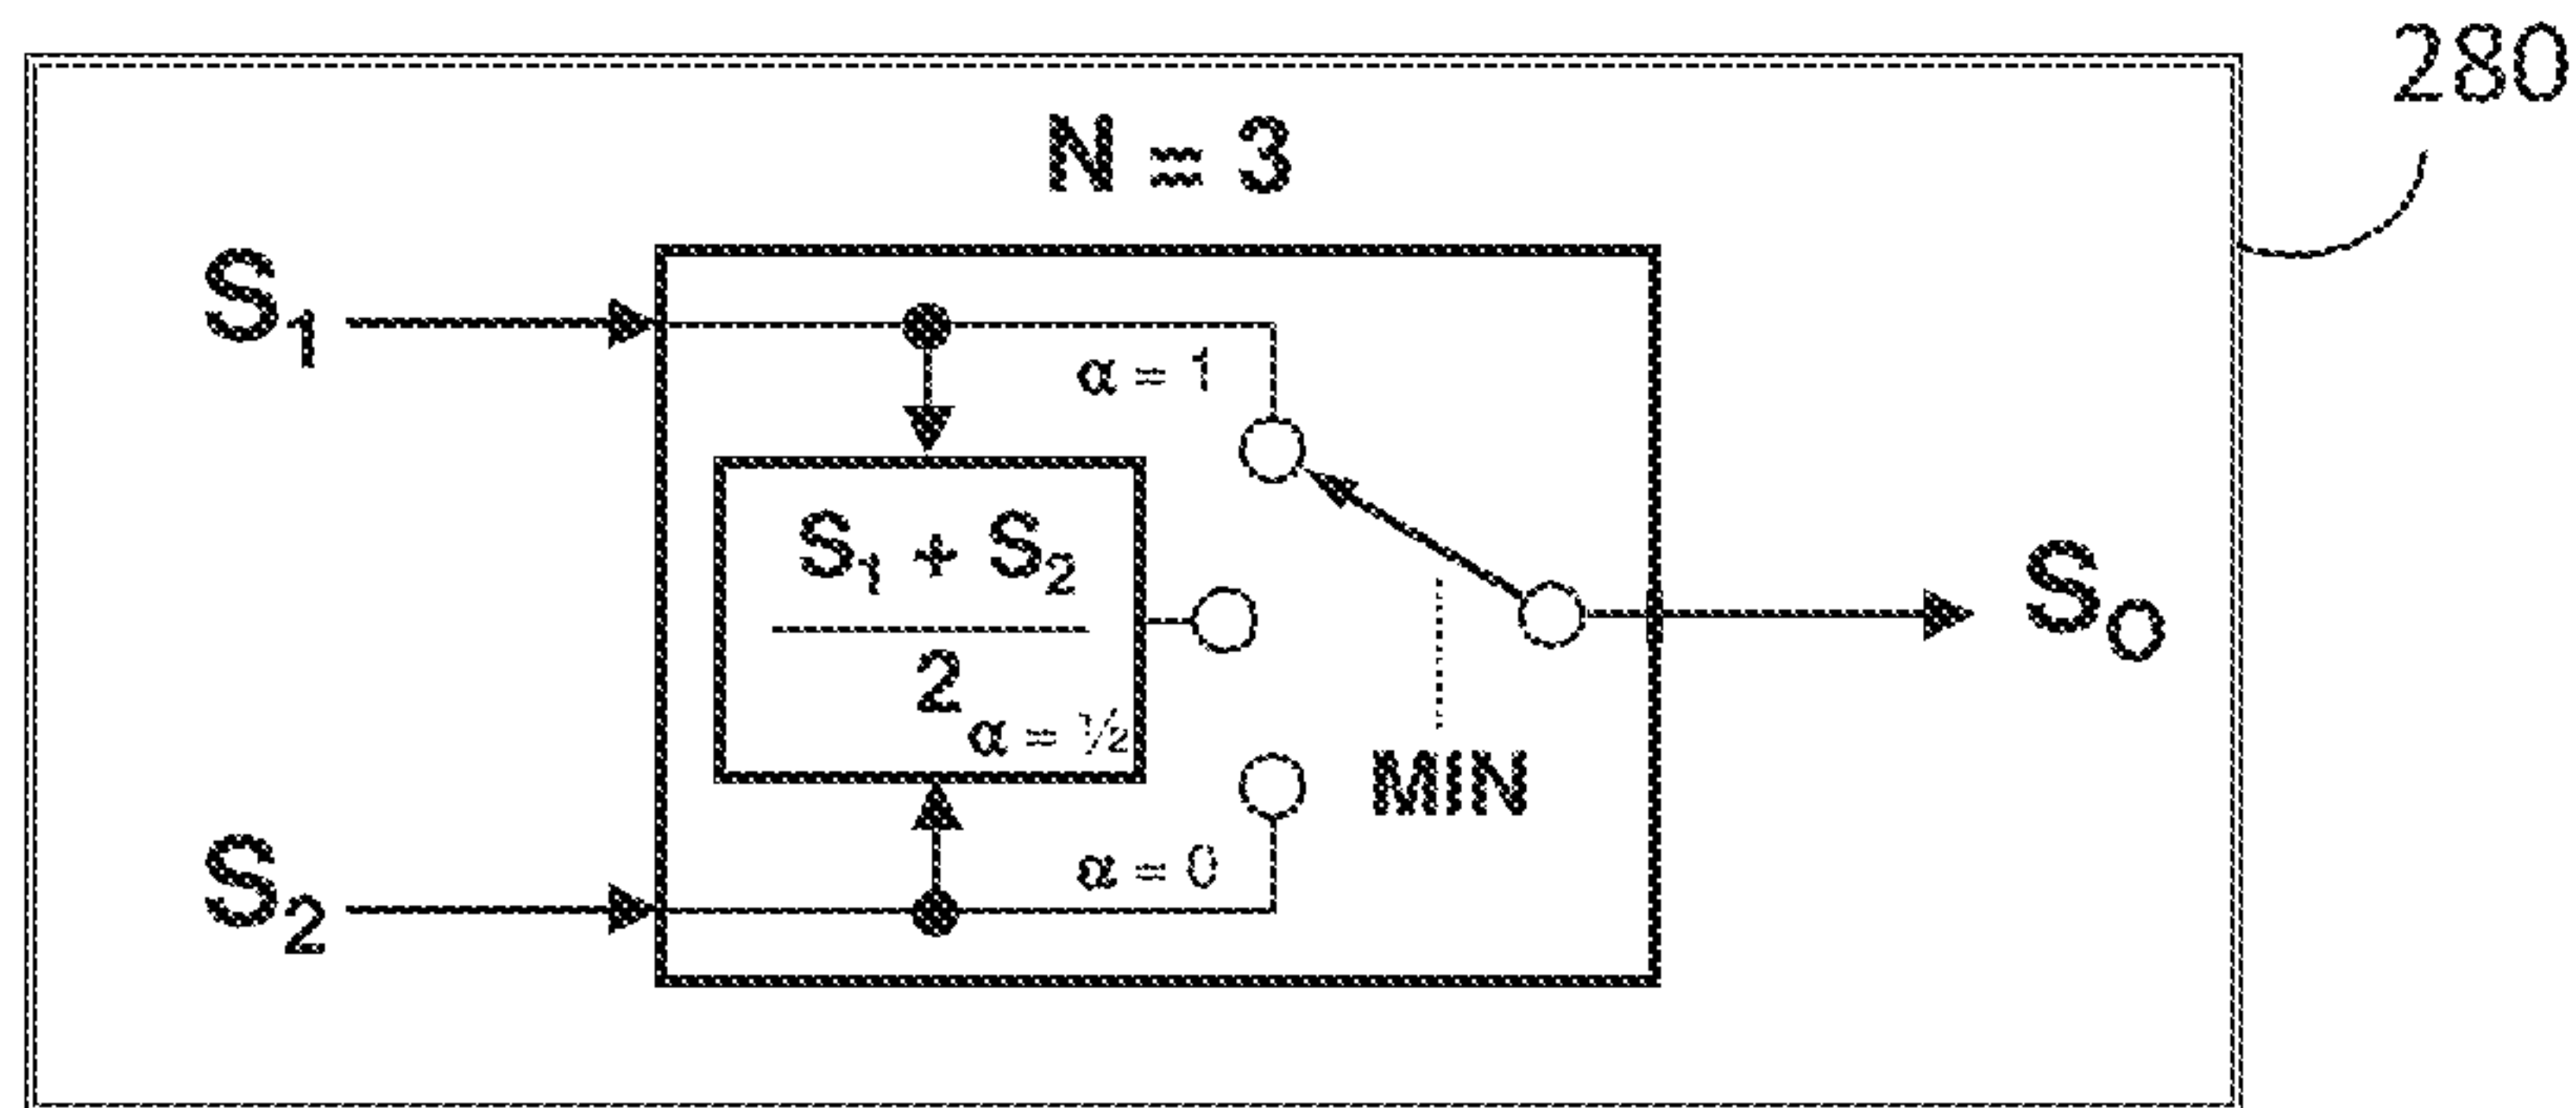 280
N = 3
S1
α = 1
S1 + S2
2
α = ½
SO
MIN
α = 0
S2